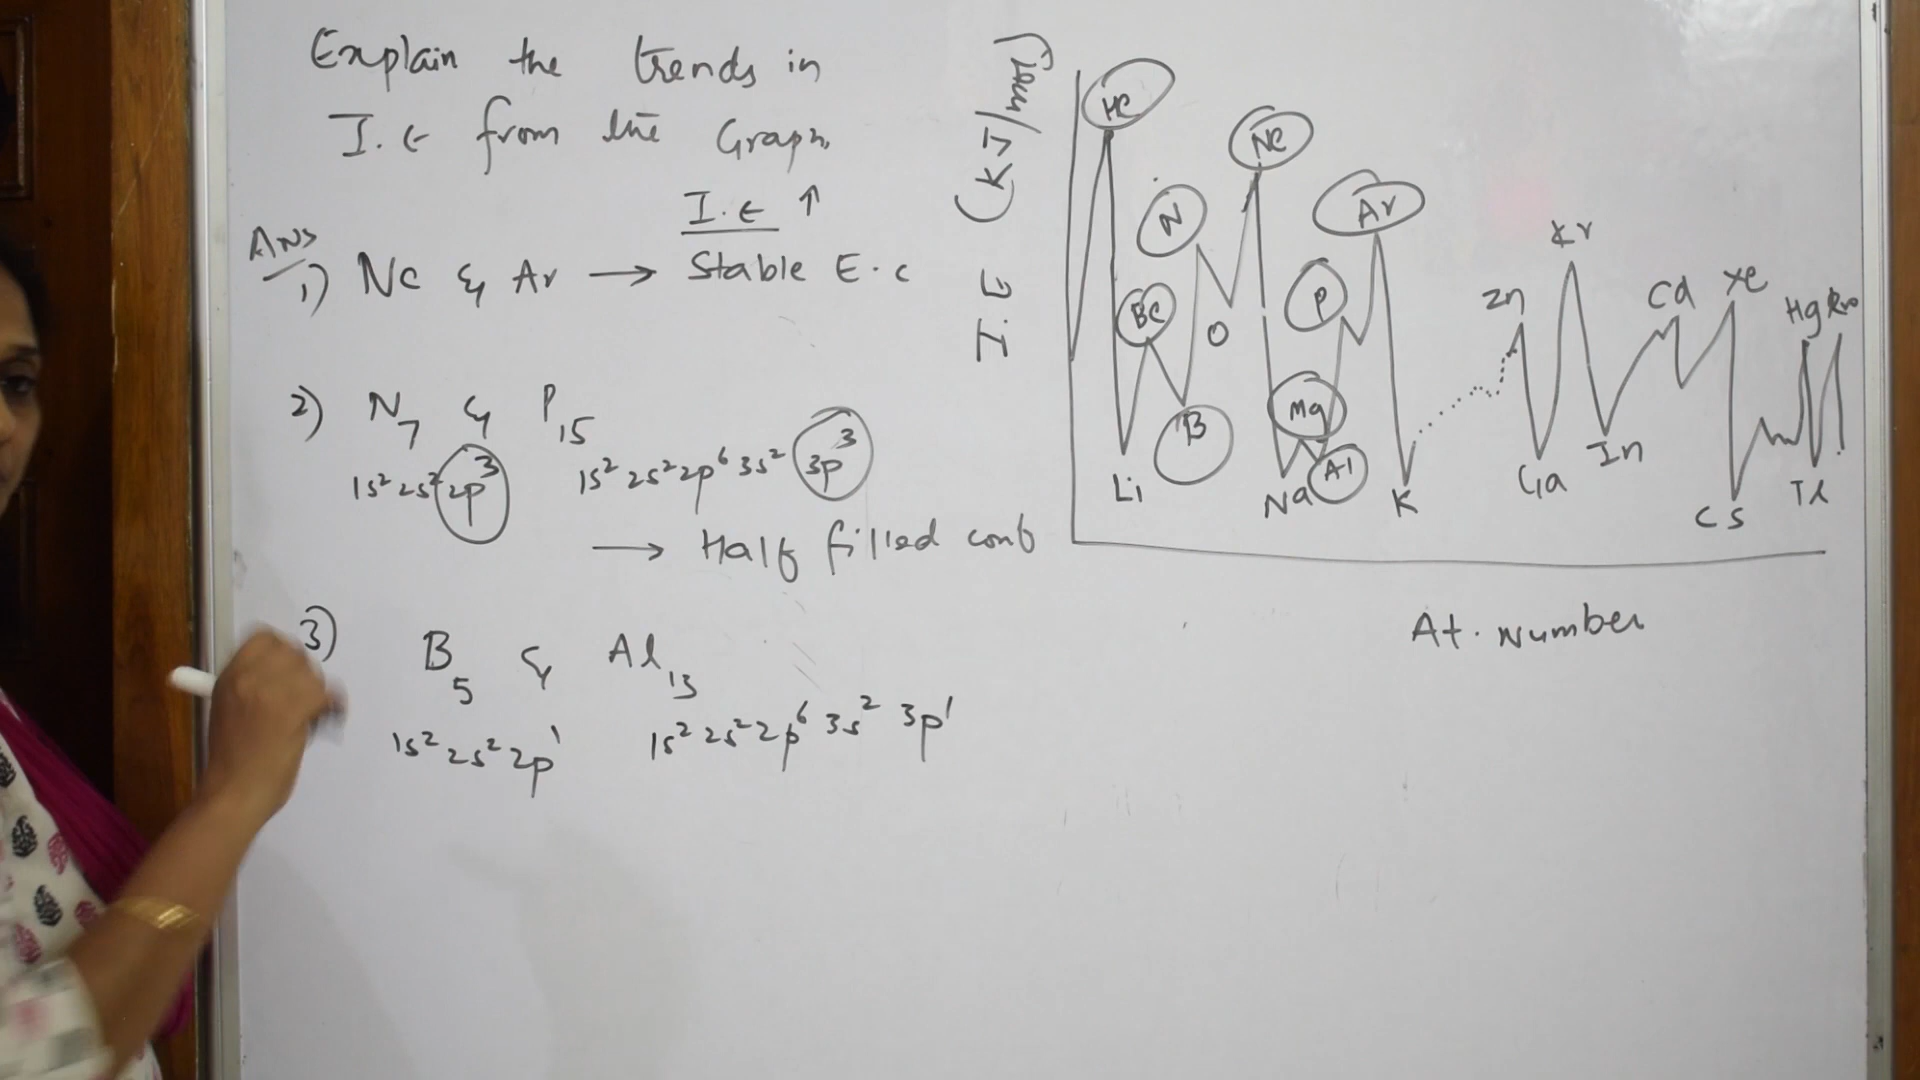 Explain the trends in
I.E from the Graph
I.E ↑
Ans
1) Ne & Ar → Stable E.C
2) N7 & P15
1s² 2s² 2p³ 1s² 2s² 2p⁶ 3s² 3p³
→ Half filled conf
3) B5 & Al13
1s² 2s² 2p¹ 1s² 2s² 2p⁶ 3s² 3p¹
I.E (KJ/mol)
He
Ne
N
Ar
Kr
Be
O
P
Zn
Cd
Xe
Hg
Rn
B
Mg
Li
Na
Al
K
Ga
In
Cs
Tl
At. Number